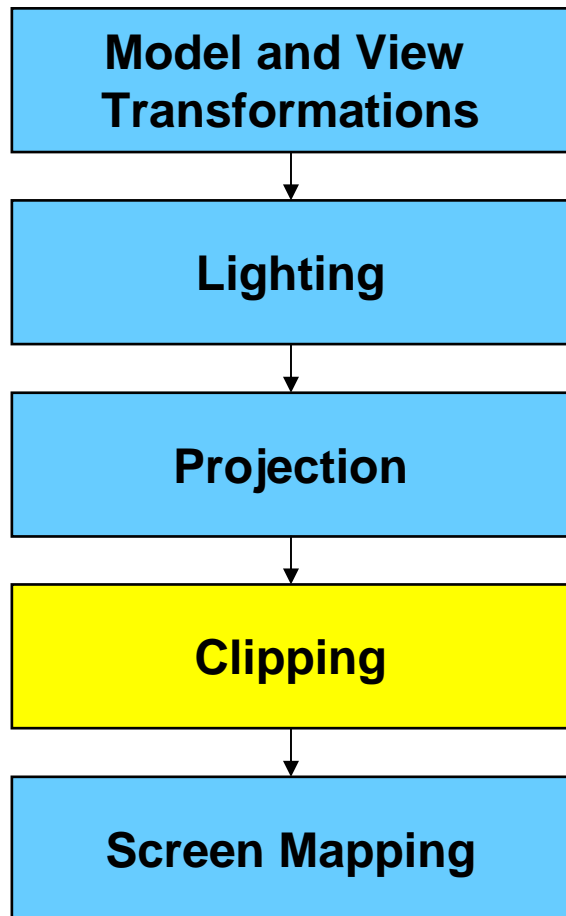 Model and View
Transformations
Lighting
Projection
Clipping
Screen Mapping